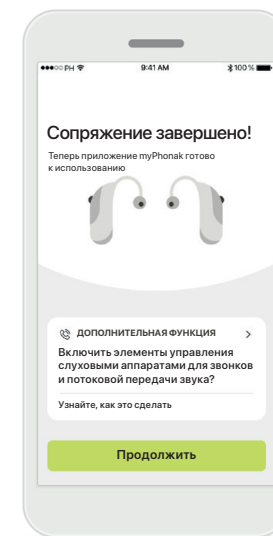 ●●●○○ PH 9:41 AM 100%
Сопряжение завершено!
Теперь приложение myPhonak готово
к использованию
ДОПОЛНИТЕЛЬНАЯ ФУНКЦИЯ
Включить элементы управления
слуховыми аппаратами для звонков
и потоковой передачи звука?
Узнайте, как это сделать
Продолжить